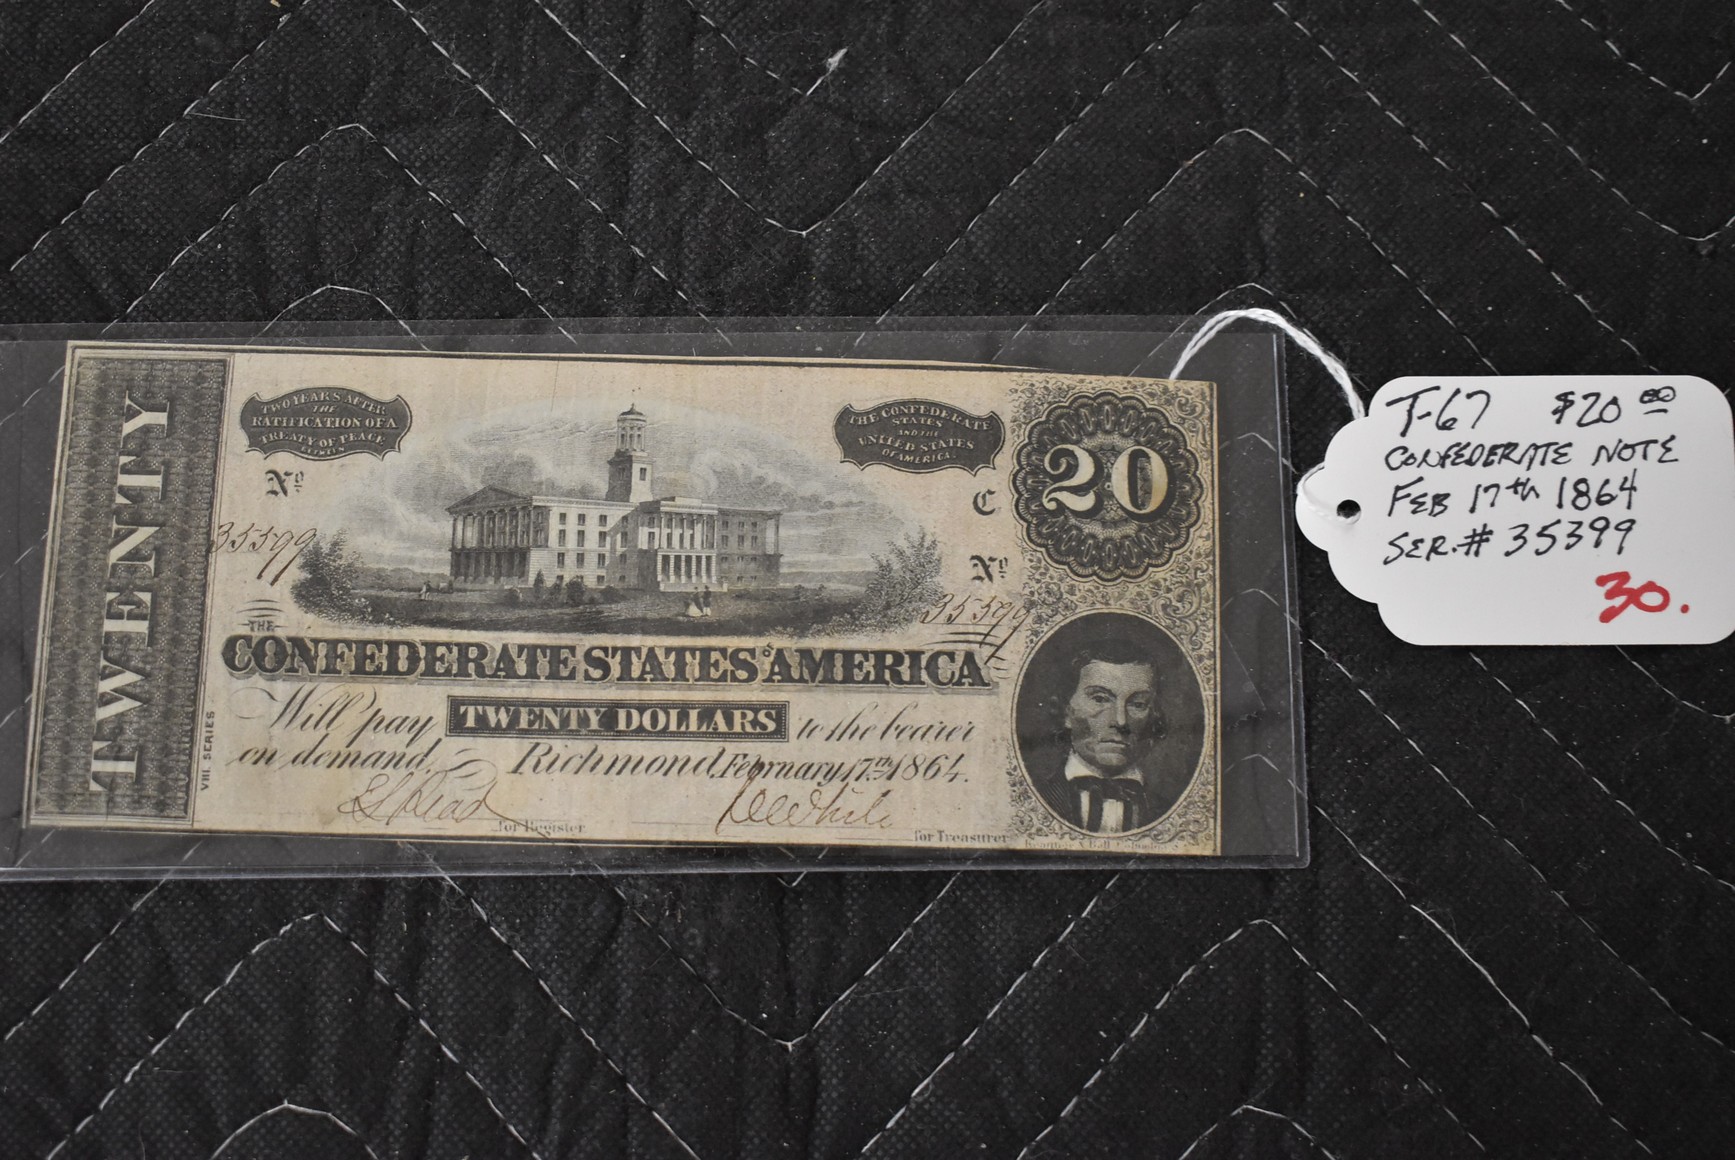 TWENTY
TWO YEARS AFTER
THE
RATIFICATION OF A
TREATY OF PEACE
BETWEEN
THE CONFEDERATE
STATES
AND THE
UNITED STATES
OF AMERICA.
20
No
C
35399
No
35399
THE
CONFEDERATE STATES OF AMERICA
Will pay TWENTY DOLLARS to the bearer
on demand. Richmond, February 17th 1864.
VIII. SERIES
for Register
for Treasurer
T-67 $20 00
CONFEDERATE NOTE
FEB 17th 1864
SER.# 35399
30.